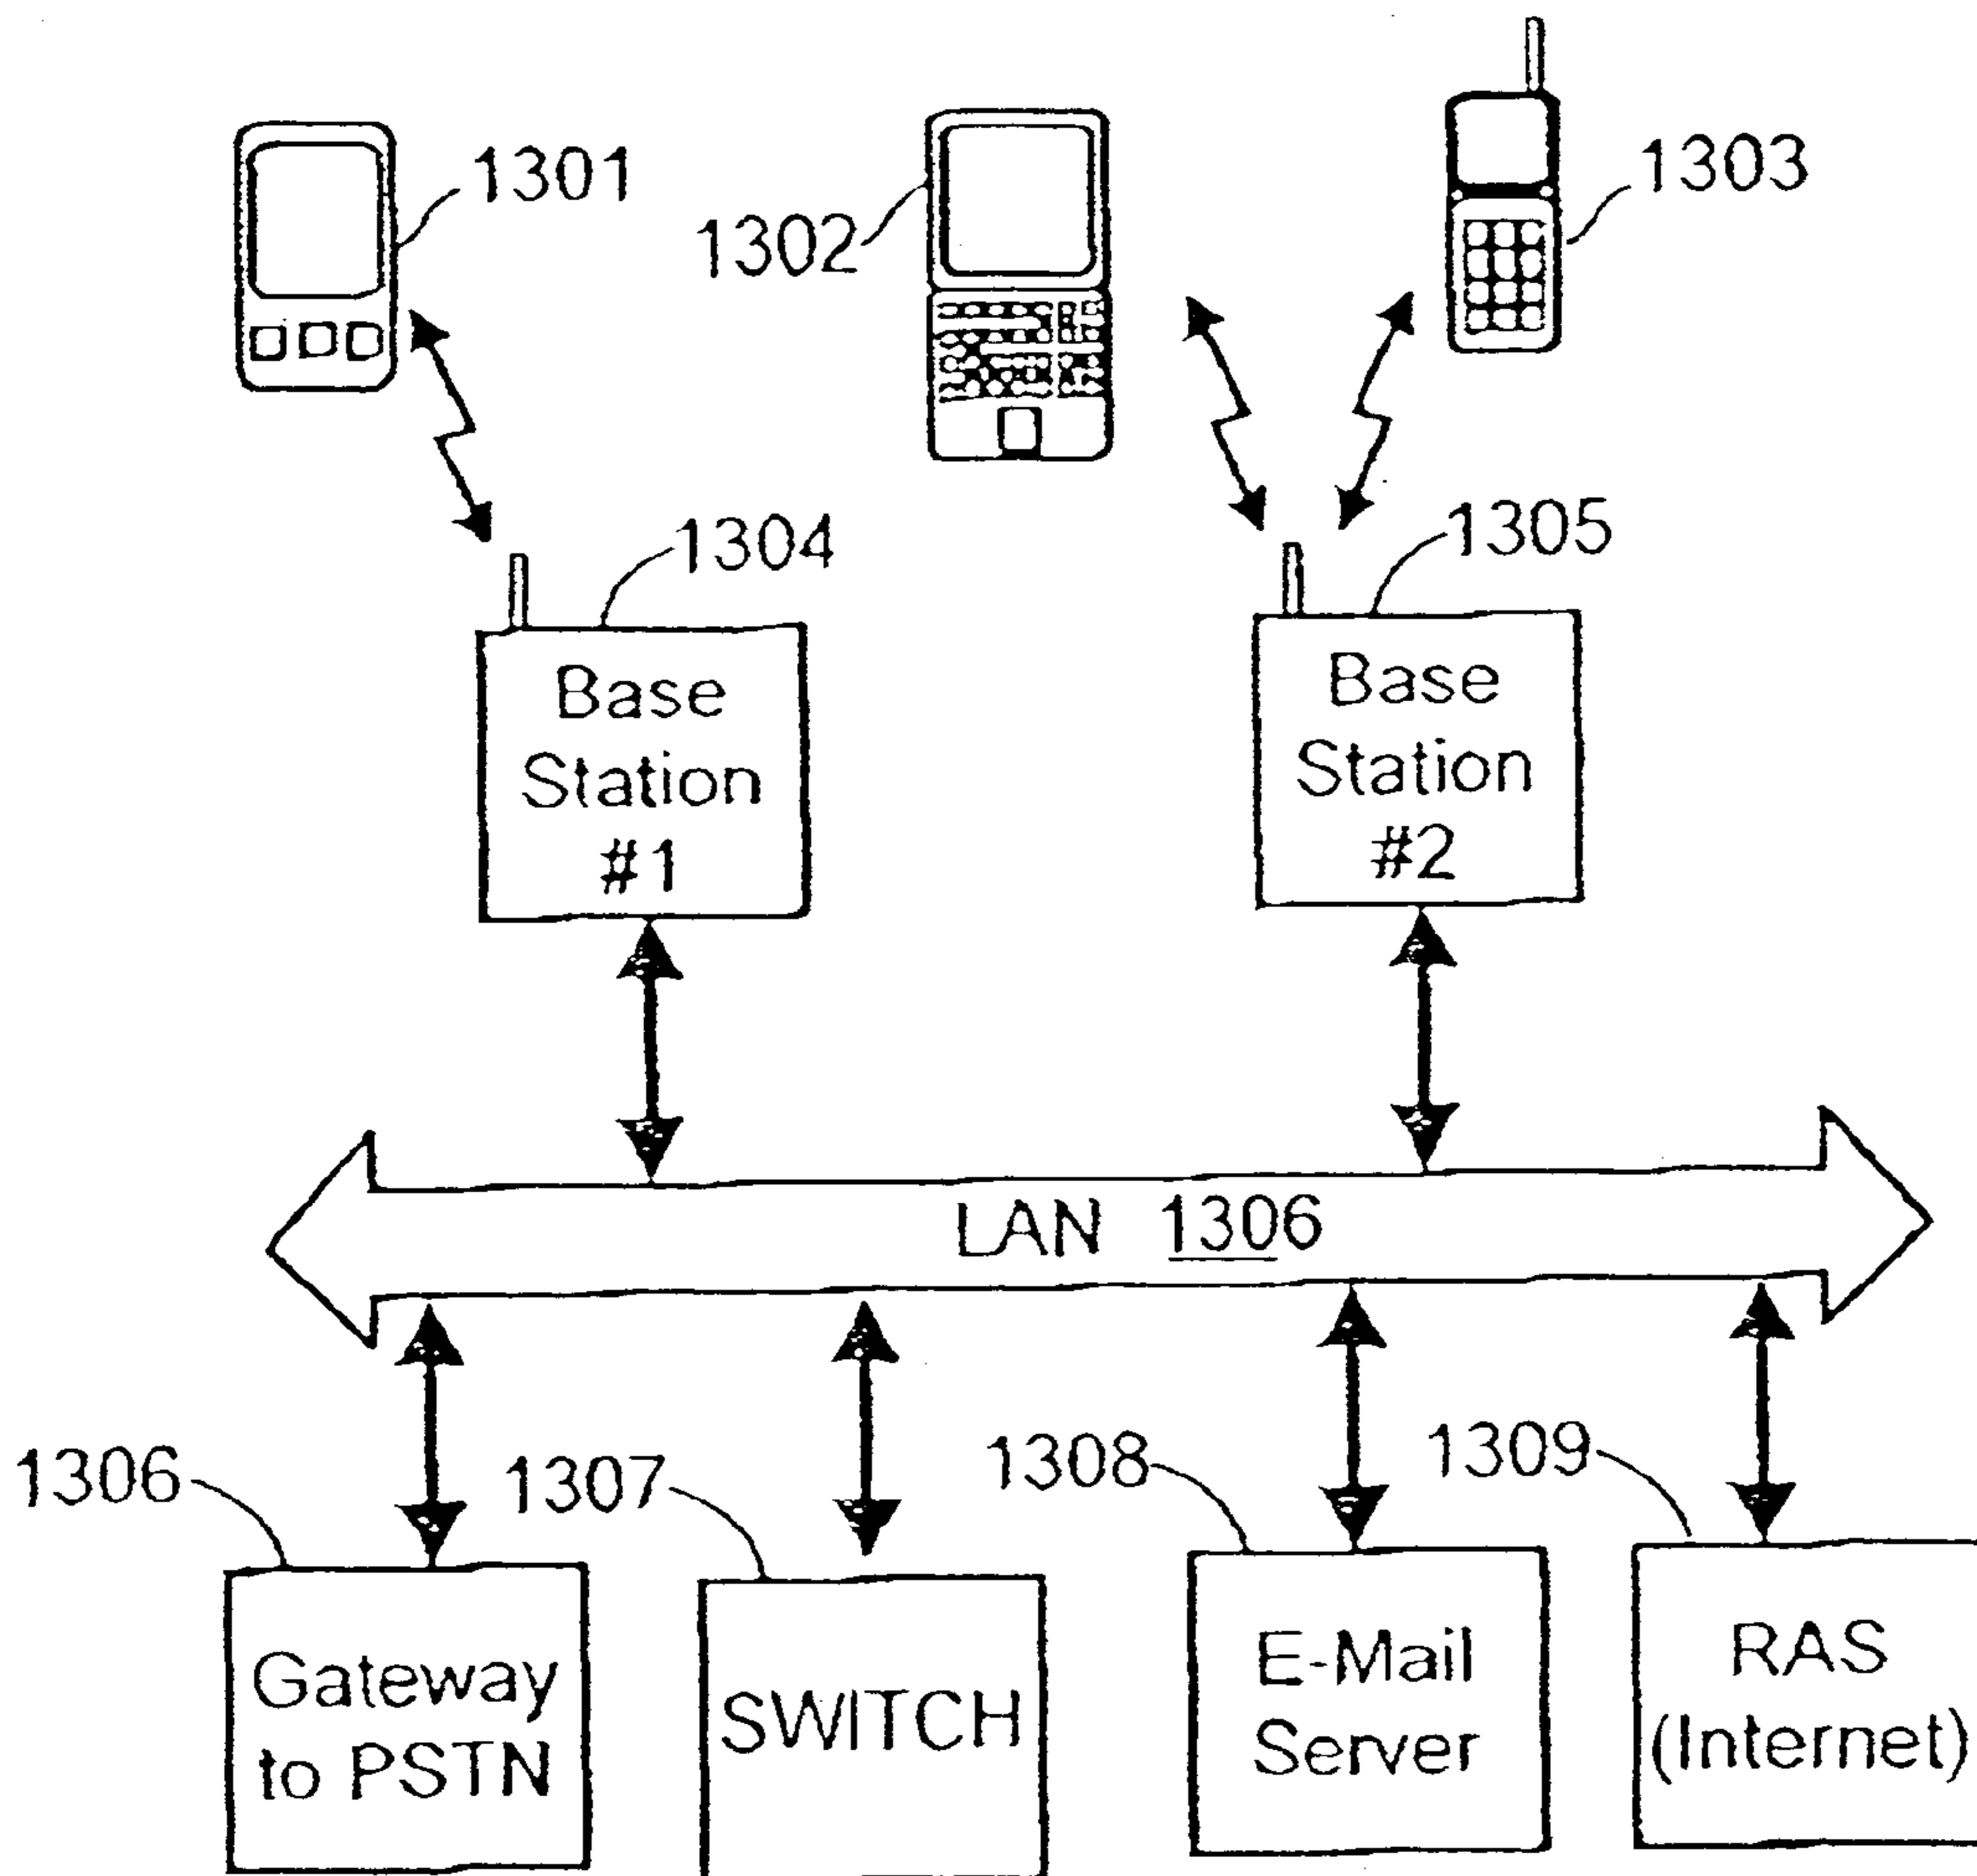 1301
1302
1303
1304
1305
Base
Station
#1
Base
Station
#2
LAN 1306
1306
1307
1308
1309
Gateway
to PSTN
SWITCH
E-Mail
Server
RAS
(Internet)